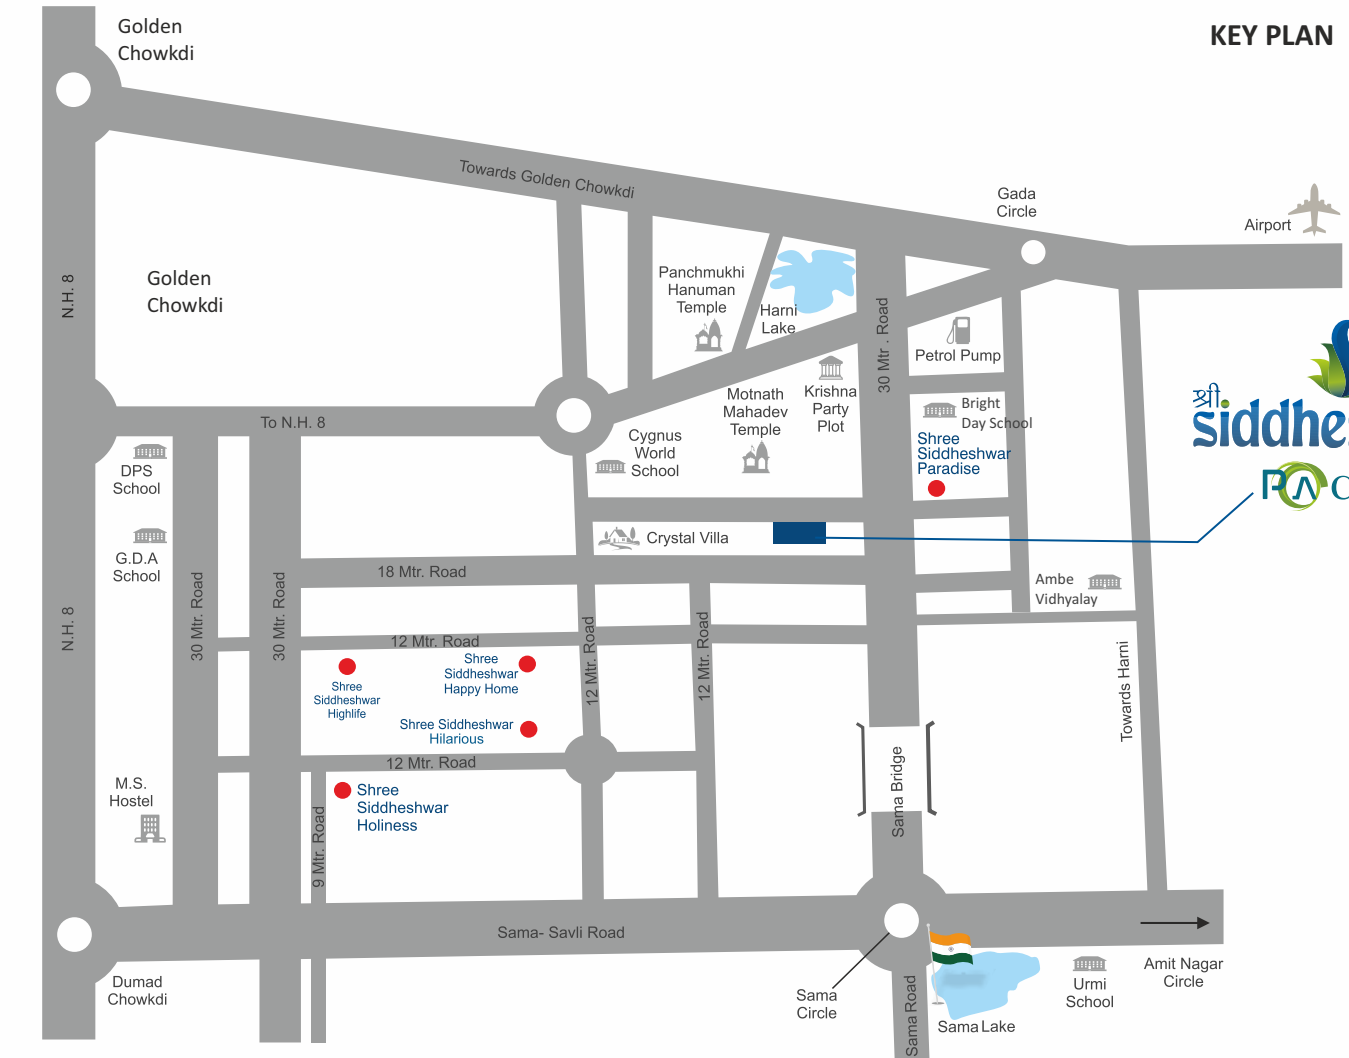 Golden
Chowkdi
KEY PLAN
Towards Golden Chowkdi
Gada
Circle
Airport
N.H. 8
Golden
Chowkdi
Panchmukhi
Hanuman
Temple
Harni
Lake
30 Mtr . Road
Petrol Pump
To N.H. 8
Motnath
Mahadev
Temple
Krishna
Party
Plot
Bright
Day School
Shree
Siddheshwar
Paradise
श्री
siddhe
PA
Cygnus
World
School
DPS
School
G.D.A
School
Crystal Villa
18 Mtr. Road
Ambe
Vidhyalay
N.H. 8
30 Mtr. Road
30 Mtr. Road
12 Mtr. Road
12 Mtr. Road
12 Mtr. Road
Towards Harni
Shree
Siddheshwar
Highlife
Shree
Siddheshwar
Happy Home
Shree Siddheshwar
Hilarious
12 Mtr. Road
Sama Bridge
M.S.
Hostel
Shree
Siddheshwar
Holiness
9 Mtr. Road
Sama- Savli Road
Dumad
Chowkdi
Sama
Circle
Sama Road
Sama Lake
Urmi
School
Amit Nagar
Circle